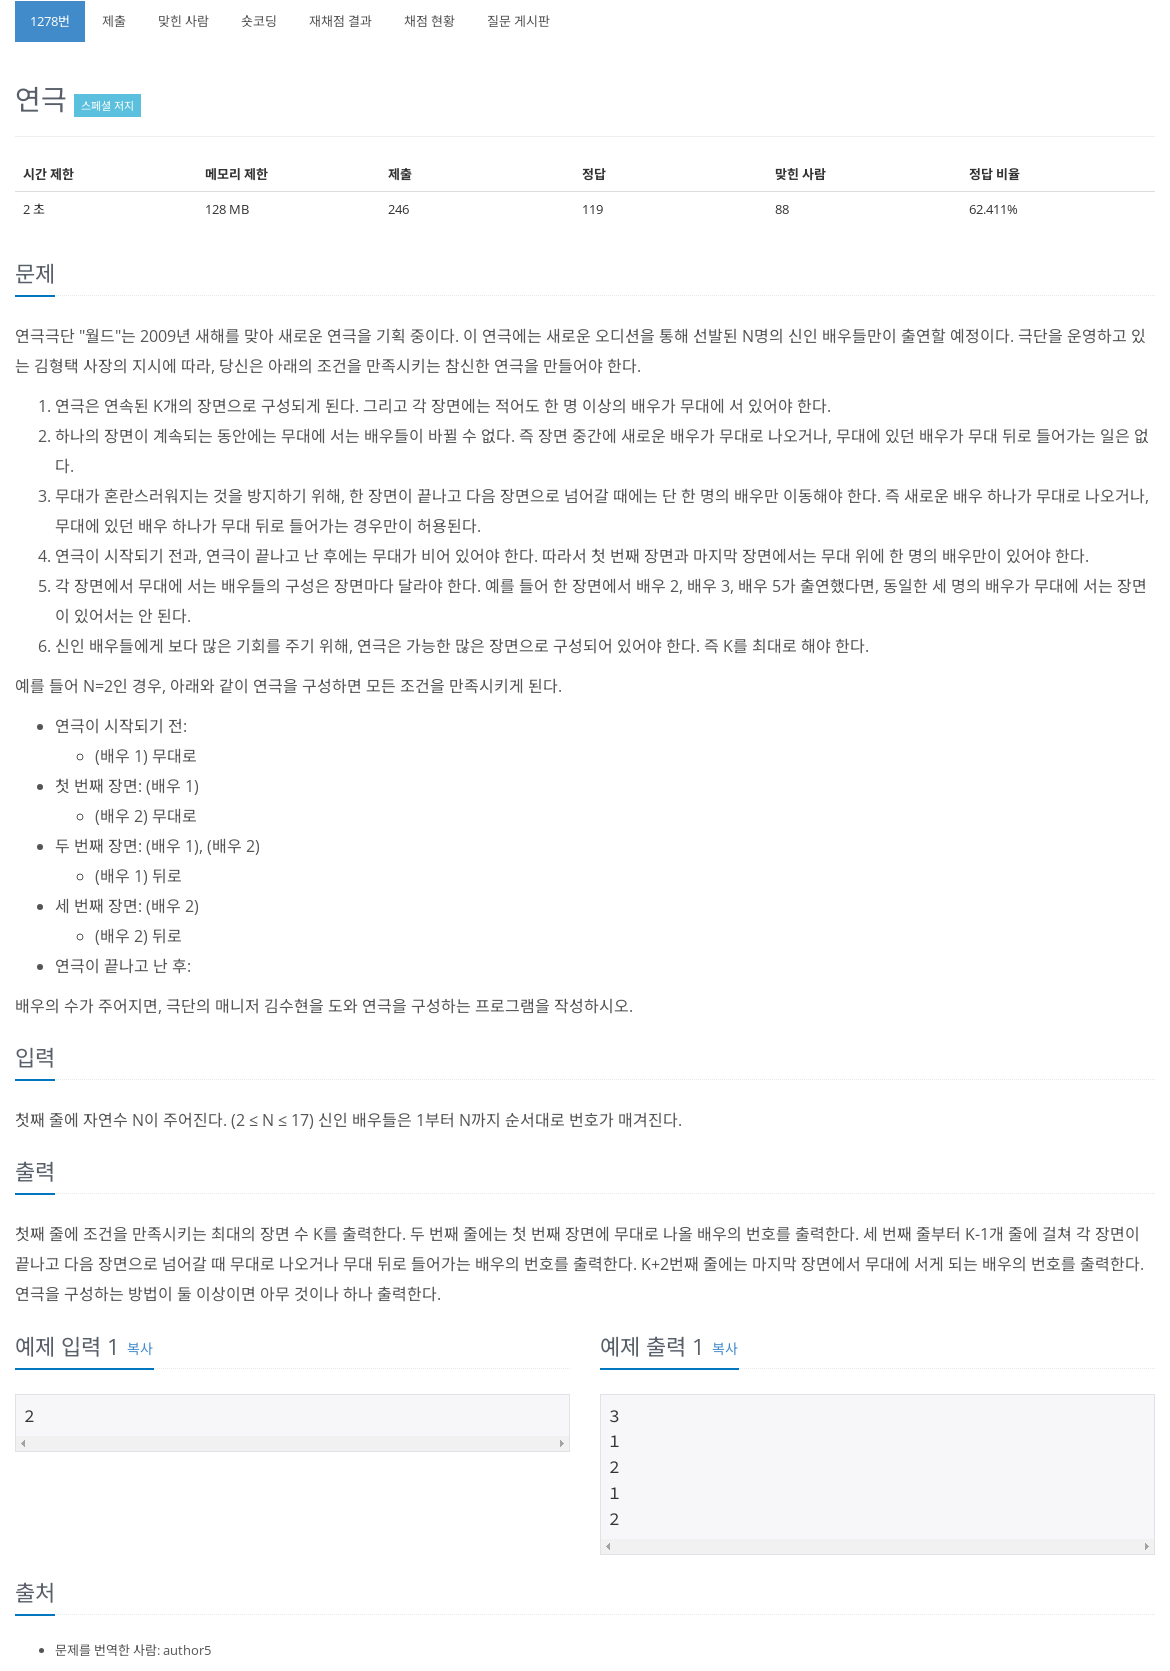 1278번 제출 맞힌 사람 숏코딩 재채점 결과 채점 현황 질문 게시판
연극 스페셜 저지
시간 제한 메모리 제한 제출 정답 맞힌 사람 정답 비율
2 초 128 MB 246 119 88 62.411%
문제
연극극단 "월드"는 2009년 새해를 맞아 새로운 연극을 기획 중이다. 이 연극에는 새로운 오디션을 통해 선발된 N명의 신인 배우들만이 출연할 예정이다. 극단을 운영하고 있
는 김형택 사장의 지시에 따라, 당신은 아래의 조건을 만족시키는 참신한 연극을 만들어야 한다.
1. 연극은 연속된 K개의 장면으로 구성되게 된다. 그리고 각 장면에는 적어도 한 명 이상의 배우가 무대에 서 있어야 한다.
2. 하나의 장면이 계속되는 동안에는 무대에 서는 배우들이 바뀔 수 없다. 즉 장면 중간에 새로운 배우가 무대로 나오거나, 무대에 있던 배우가 무대 뒤로 들어가는 일은 없
다.
3. 무대가 혼란스러워지는 것을 방지하기 위해, 한 장면이 끝나고 다음 장면으로 넘어갈 때에는 단 한 명의 배우만 이동해야 한다. 즉 새로운 배우 하나가 무대로 나오거나,
무대에 있던 배우 하나가 무대 뒤로 들어가는 경우만이 허용된다.
4. 연극이 시작되기 전과, 연극이 끝나고 난 후에는 무대가 비어 있어야 한다. 따라서 첫 번째 장면과 마지막 장면에서는 무대 위에 한 명의 배우만이 있어야 한다.
5. 각 장면에서 무대에 서는 배우들의 구성은 장면마다 달라야 한다. 예를 들어 한 장면에서 배우 2, 배우 3, 배우 5가 출연했다면, 동일한 세 명의 배우가 무대에 서는 장면
이 있어서는 안 된다.
6. 신인 배우들에게 보다 많은 기회를 주기 위해, 연극은 가능한 많은 장면으로 구성되어 있어야 한다. 즉 K를 최대로 해야 한다.
예를 들어 N=2인 경우, 아래와 같이 연극을 구성하면 모든 조건을 만족시키게 된다.
• 연극이 시작되기 전:
◦ (배우 1) 무대로
• 첫 번째 장면: (배우 1)
◦ (배우 2) 무대로
• 두 번째 장면: (배우 1), (배우 2)
◦ (배우 1) 뒤로
• 세 번째 장면: (배우 2)
◦ (배우 2) 뒤로
• 연극이 끝나고 난 후:
배우의 수가 주어지면, 극단의 매니저 김수현을 도와 연극을 구성하는 프로그램을 작성하시오.
입력
첫째 줄에 자연수 N이 주어진다. (2 ≤ N ≤ 17) 신인 배우들은 1부터 N까지 순서대로 번호가 매겨진다.
출력
첫째 줄에 조건을 만족시키는 최대의 장면 수 K를 출력한다. 두 번째 줄에는 첫 번째 장면에 무대로 나올 배우의 번호를 출력한다. 세 번째 줄부터 K-1개 줄에 걸쳐 각 장면이
끝나고 다음 장면으로 넘어갈 때 무대로 나오거나 무대 뒤로 들어가는 배우의 번호를 출력한다. K+2번째 줄에는 마지막 장면에서 무대에 서게 되는 배우의 번호를 출력한다.
연극을 구성하는 방법이 둘 이상이면 아무 것이나 하나 출력한다.
예제 입력 1 복사
2
예제 출력 1 복사
3
1
2
1
2
출처
• 문제를 번역한 사람: author5